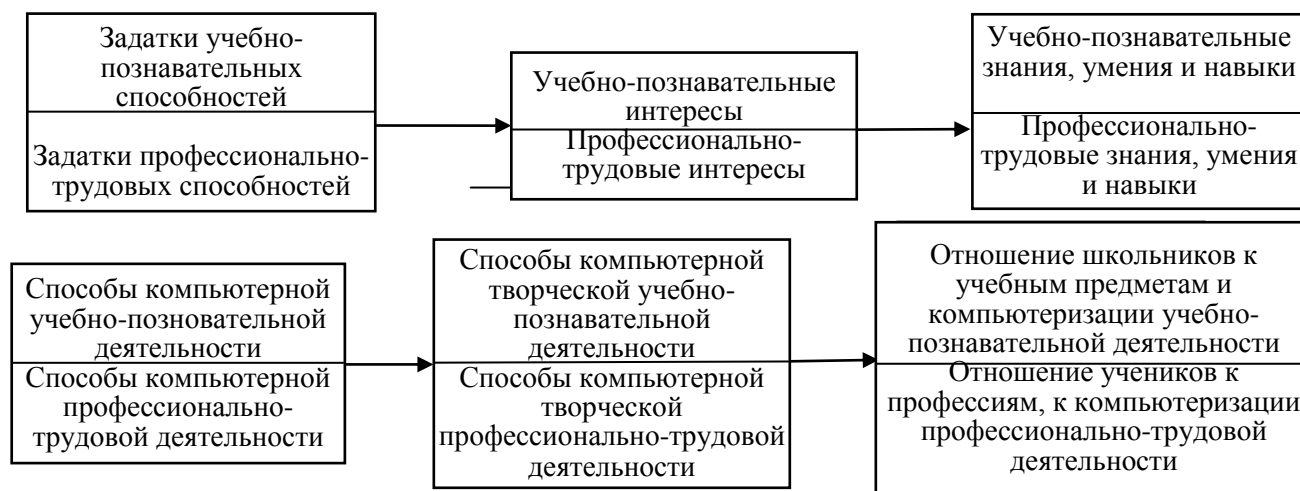 Задатки учебно-
познавательных
способностей
Задатки профессионально-
трудовых способностей
Учебно-познавательные
интересы
Профессионально-
трудовые интересы
Учебно-познавательные
знания, умения и навыки
Профессионально-
трудовые знания, умения
и навыки
Способы компьютерной
учебно-позновательной
деятельности
Способы компьютерной
профессионально-
трудовой деятельности
Способы компьютерной
творческой учебно-
познавательной
деятельности
Способы компьютерной
творческой
профессионально-трудовой
деятельности
Отношение школьников к
учебным предметам и
компьютеризации учебно-
познавательной деятельности
Отношение учеников к
профессиям, к компьютеризации
профессионально-трудовой
деятельности